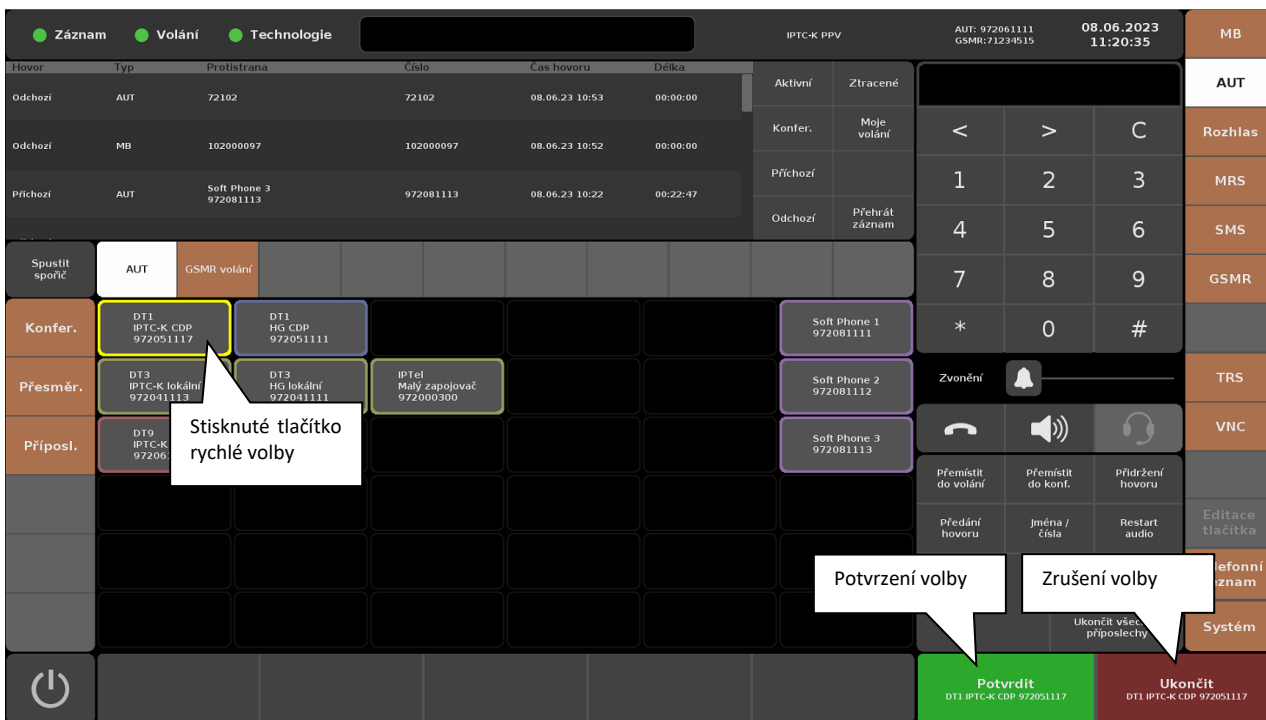 Záznam
Volání
Technologie
IPTC-K PPV
AUT: 972061111
GSMR:71234515
08.06.2023
11:20:35
MB
Hovor Typ Protistrana Číslo Čas hovoru Délka
Odchozí AUT 72102 72102 08.06.23 10:53 00:00:00
Odchozí MB 102000097 102000097 08.06.23 10:52 00:00:00
Příchozí AUT Soft Phone 3 972081113 08.06.23 10:22 00:22:47
972081113
Aktivní
Ztracené
Konfer.
Moje
volání
Příchozí
Odchozí
Přehrát
záznam
< > C
1 2 3
4 5 6
7 8 9
* 0 #
AUT
Rozhlas
MRS
SMS
GSMR
TRS
VNC
Editace
tlačítka
lefonní
znam
Systém
Spustit
spořič
AUT
GSMR volání
Konfer.
Přesměr.
Příposl.
DT1
IPTC-K CDP
972051117
DT1
HG CDP
972051111
Soft Phone 1
972081111
DT3
IPTC-K lokální
972041113
DT3
HG lokální
972041111
IPTel
Malý zapojovač
972000300
Soft Phone 2
972081112
DT9
IPTC-K
97206
Soft Phone 3
972081113
Stisknuté tlačítko
rychlé volby
Zvonění
Přemístit
do volání
Přemístit
do konf.
Přidržení
hovoru
Předání
hovoru
Jména /
čísla
Restart
audio
Potvrzení volby
Zrušení volby
Ukončit všec
příposlechy
Potvrdit
DT1 IPTC-K CDP 972051117
Ukončit
DT1 IPTC-K CDP 972051117